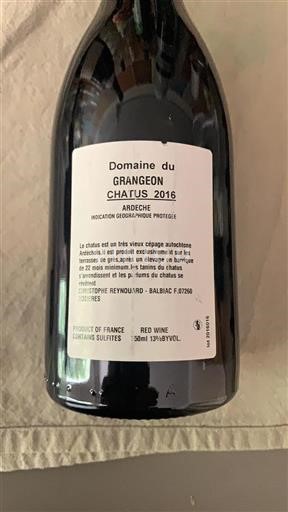 Domaine du
GRANGEON
CHATUS 2016
ARDECHE
INDICATION GEOGRAPHIQUE PROTEGEE
Le chatus est un très vieux cépage autochtone
Ardéchois.Il est produit exclusivement sur les
terrasses de grès,après un élevage en barrique
de 22 mois minimum.les tanins du chatus
s'arrondissent et les parfums du chatus se
CHRISTOPHE REYNOUARD - BALBIAC F.07260
ROSIERES
PRODUCT OF FRANCE RED WINE
CONTAINS SULFITES 750ml 13%BYVOL.
lot 2016016